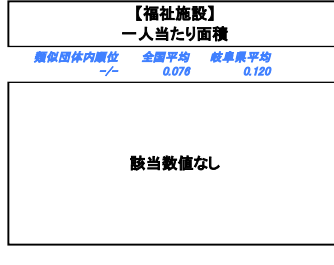 【福祉施設】
一人当たり面積
類似団体内順位 全国平均 岐阜県平均
-/- 0.076 0.120
該当数値なし